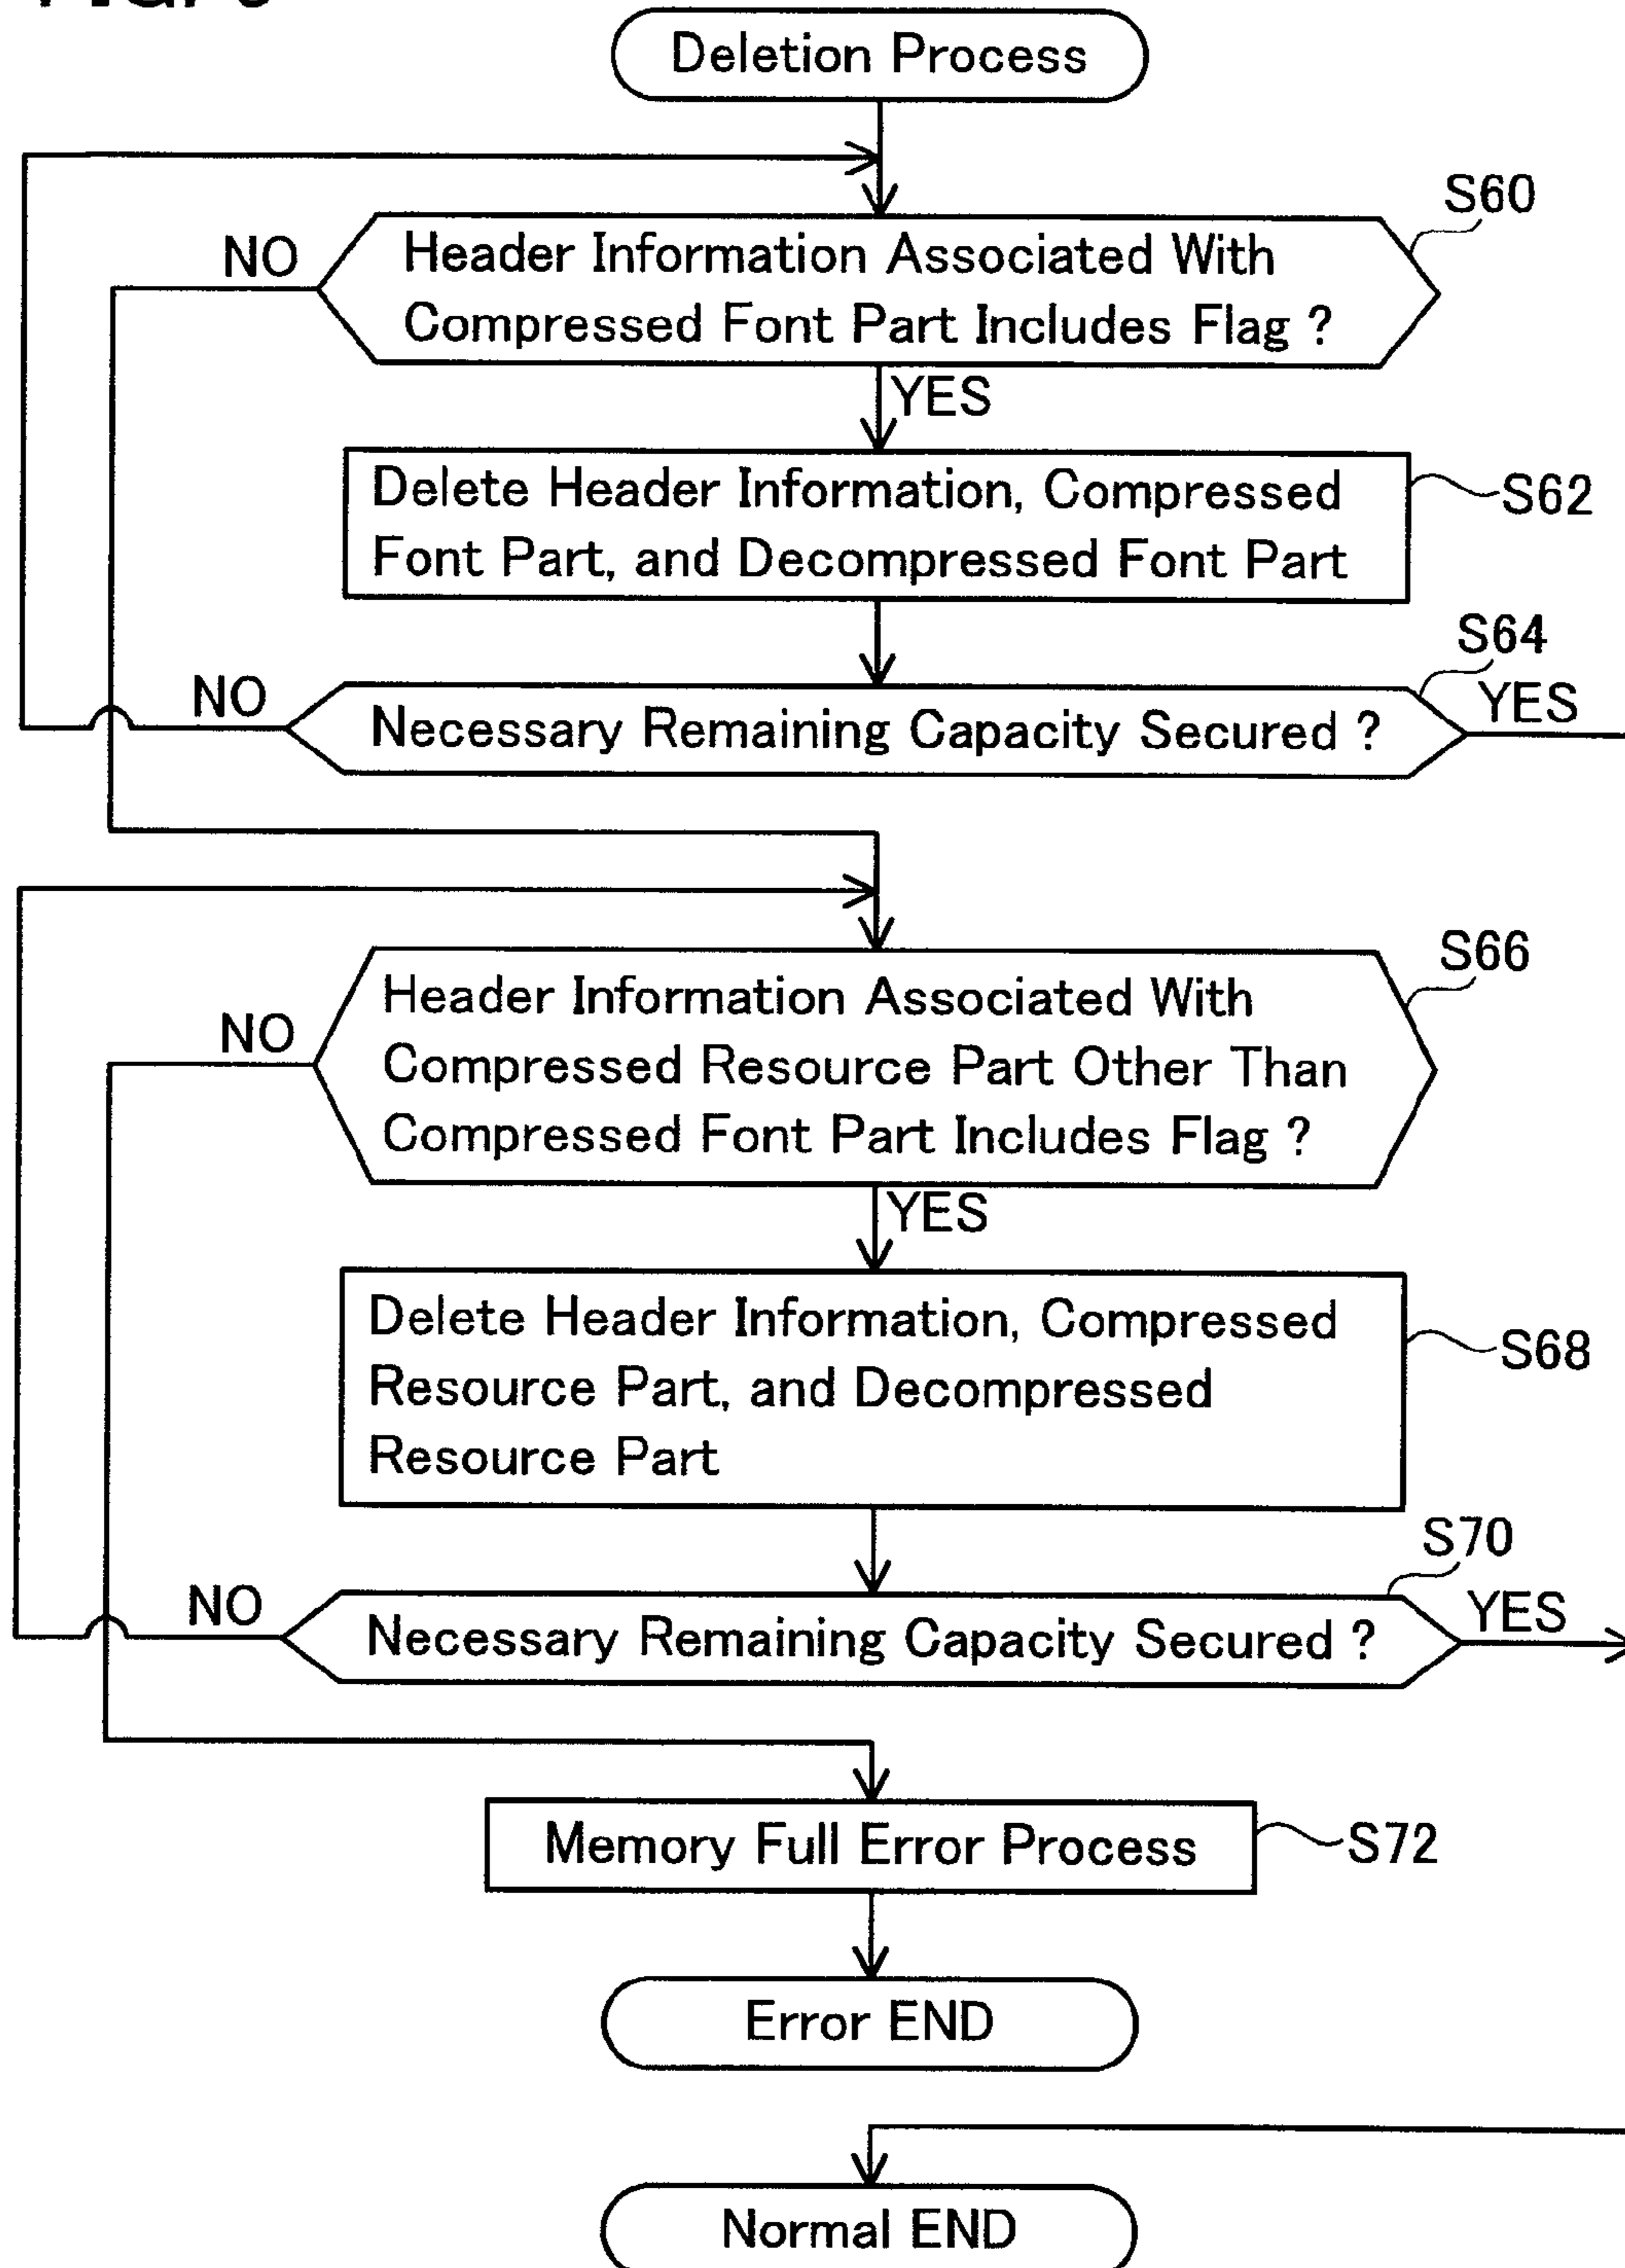 Deletion Process
S60
NO
Header Information Associated With
Compressed Font Part Includes Flag ?
YES
Delete Header Information, Compressed
Font Part, and Decompressed Font Part
S62
S64
NO
Necessary Remaining Capacity Secured ?
YES
S66
NO
Header Information Associated With
Compressed Resource Part Other Than
Compressed Font Part Includes Flag ?
YES
Delete Header Information, Compressed
Resource Part, and Decompressed
Resource Part
S68
S70
NO
Necessary Remaining Capacity Secured ?
YES
Memory Full Error Process
S72
Error END
Normal END